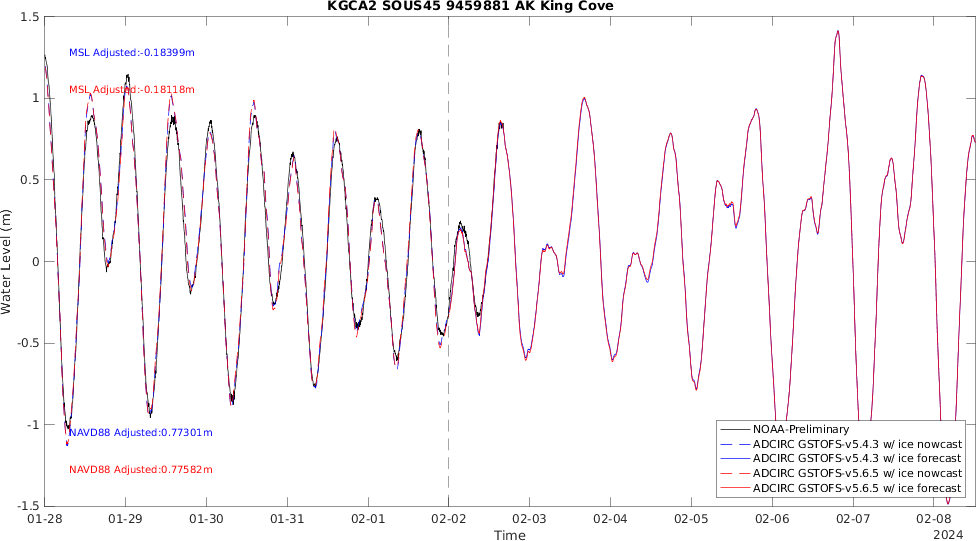 KGCA2 SOUS45 9459881 AK King Cove
1.5
MSL Adjusted:-0.18399m
MSL Adjusted:-0.18118m
1
0.5
Water Level (m)
0
-0.5
-1
NAVD88 Adjusted:0.77301m
NAVD88 Adjusted:0.77582m
NOAA-Preliminary
ADCIRC GSTOFS-v5.4.3 w/ ice nowcast
ADCIRC GSTOFS-v5.4.3 w/ ice forecast
ADCIRC GSTOFS-v5.6.5 w/ ice nowcast
ADCIRC GSTOFS-v5.6.5 w/ ice forecast
-1.5
01-28 01-29 01-30 01-31 02-01 02-02 02-03 02-04 02-05 02-06 02-07 02-08
Time
2024